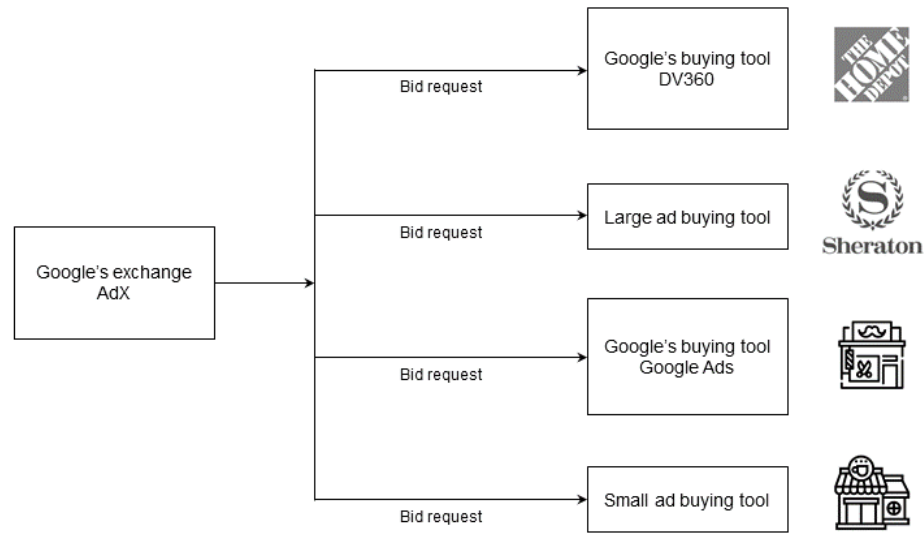 Google's exchange
AdX
Bid request
Google's buying tool
DV360
THE
HOME
DEPOT
Bid request
Large ad buying tool
S
Sheraton
Bid request
Google's buying tool
Google Ads
Bid request
Small ad buying tool